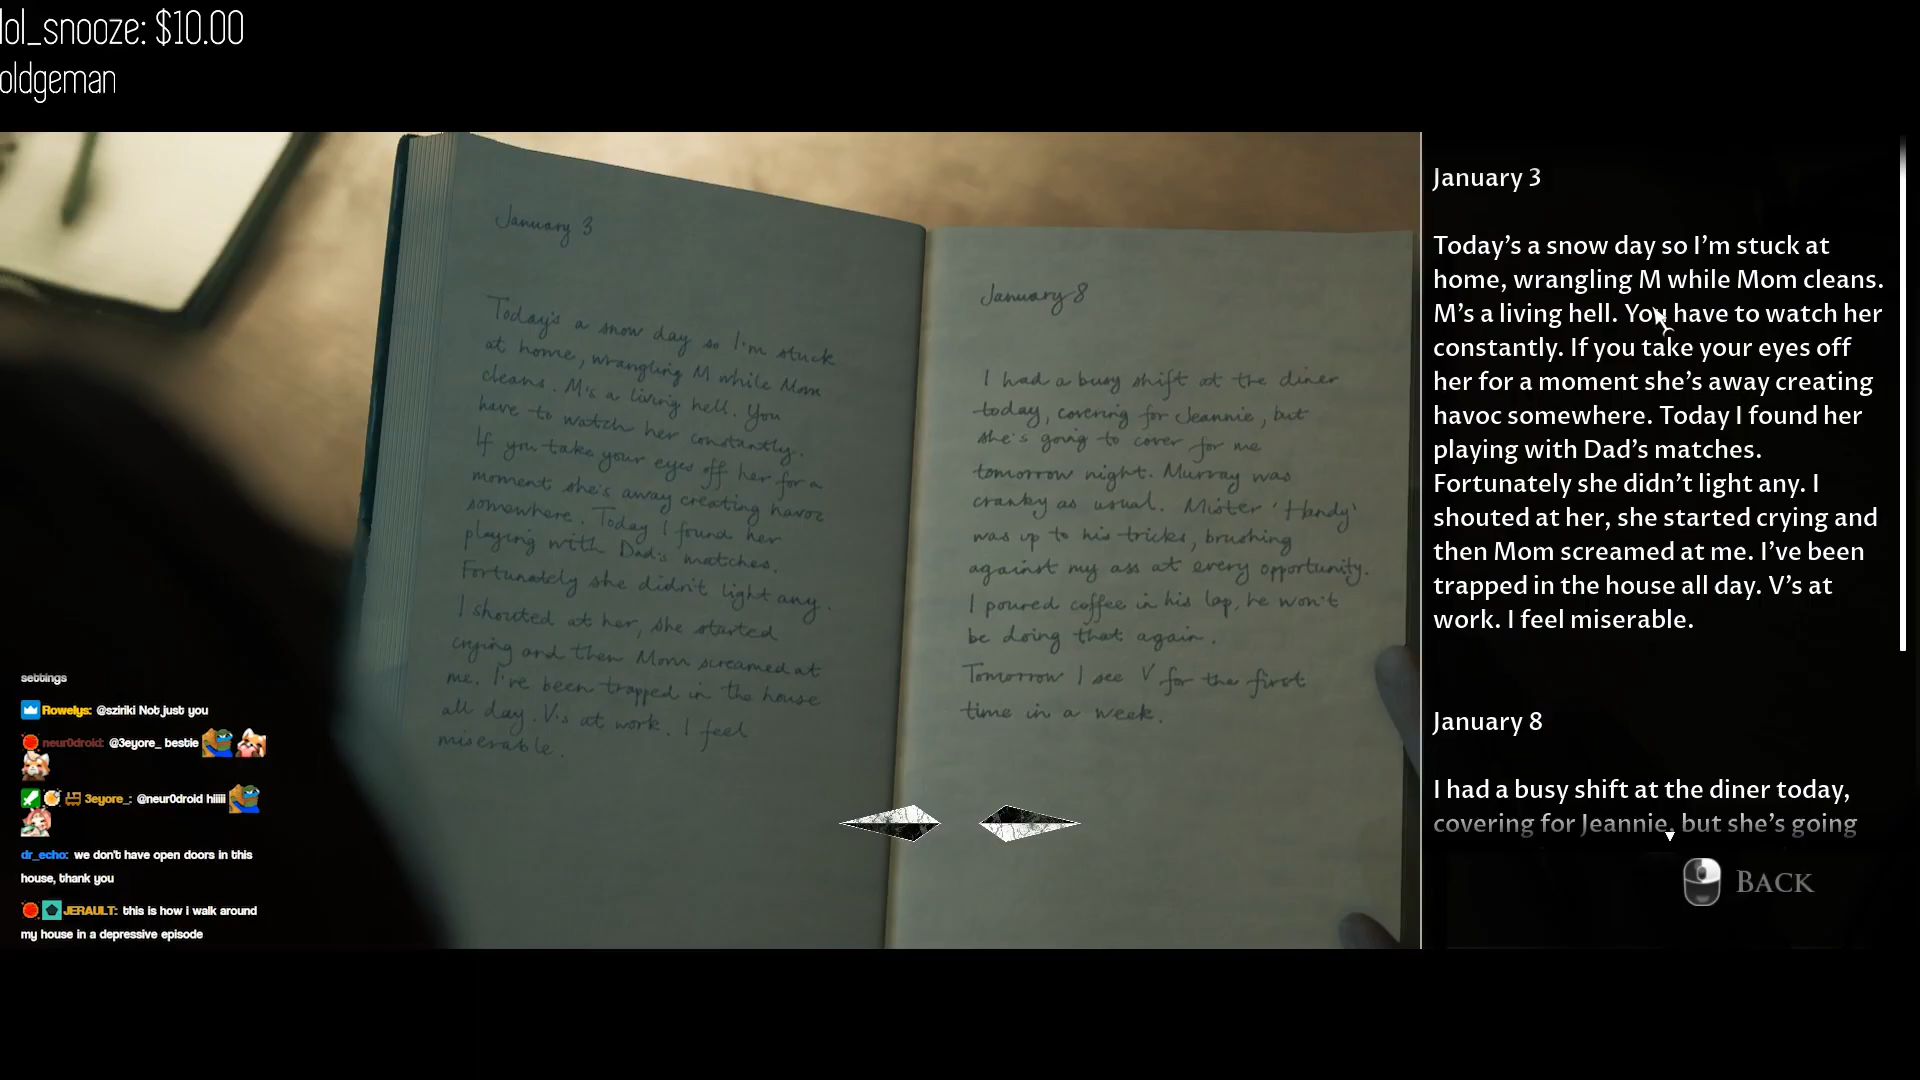 lol_snooze: $10.00
oldgeman
January 3
Today's a snow day so I'm stuck
at home, wrangling M while Mom
cleans. M's a living hell. You
have to watch her constantly.
If you take your eyes off her for a
moment she's away creating havoc
somewhere. Today I found her
playing with Dad's matches.
Fortunately she didn't light any.
I shouted at her, she started
crying and then Mom screamed at
me. I've been trapped in the house
all day. V's at work. I feel
miserable.
January 8
I had a busy shift at the diner
today, covering for Jeannie, but
she's going to cover for me
tomorrow night. Murray was
cranky as usual. Mister 'Handy'
was up to his tricks, brushing
against my ass at every opportunity.
I poured coffee in his lap, he won't
be doing that again.
Tomorrow I see V for the first
time in a week.
January 3
Today's a snow day so I'm stuck at
home, wrangling M while Mom cleans.
M's a living hell. You have to watch her
constantly. If you take your eyes off
her for a moment she's away creating
havoc somewhere. Today I found her
playing with Dad's matches.
Fortunately she didn't light any. I
shouted at her, she started crying and
then Mom screamed at me. I've been
trapped in the house all day. V's at
work. I feel miserable.
January 8
I had a busy shift at the diner today,
covering for Jeannie, but she's going
BACK
settings
Rowelys: @sziriki Not just you
neur0droid: @3eyore_ bestie
3eyore_: @neur0droid hiiiii
dr_echo: we don't have open doors in this
house, thank you
JERAULT: this is how i walk around
my house in a depressive episode